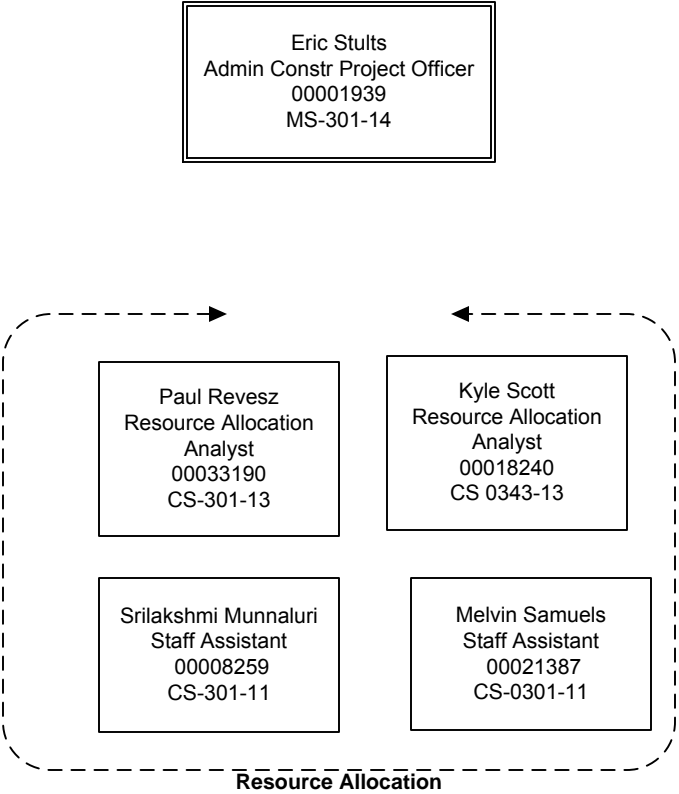 Eric Stults
Admin Constr Project Officer
00001939
MS-301-14
Paul Revesz
Resource Allocation
Analyst
00033190
CS-301-13
Kyle Scott
Resource Allocation
Analyst
00018240
CS 0343-13
Srilakshmi Munnaluri
Staff Assistant
00008259
CS-301-11
Melvin Samuels
Staff Assistant
00021387
CS-0301-11
Resource Allocation